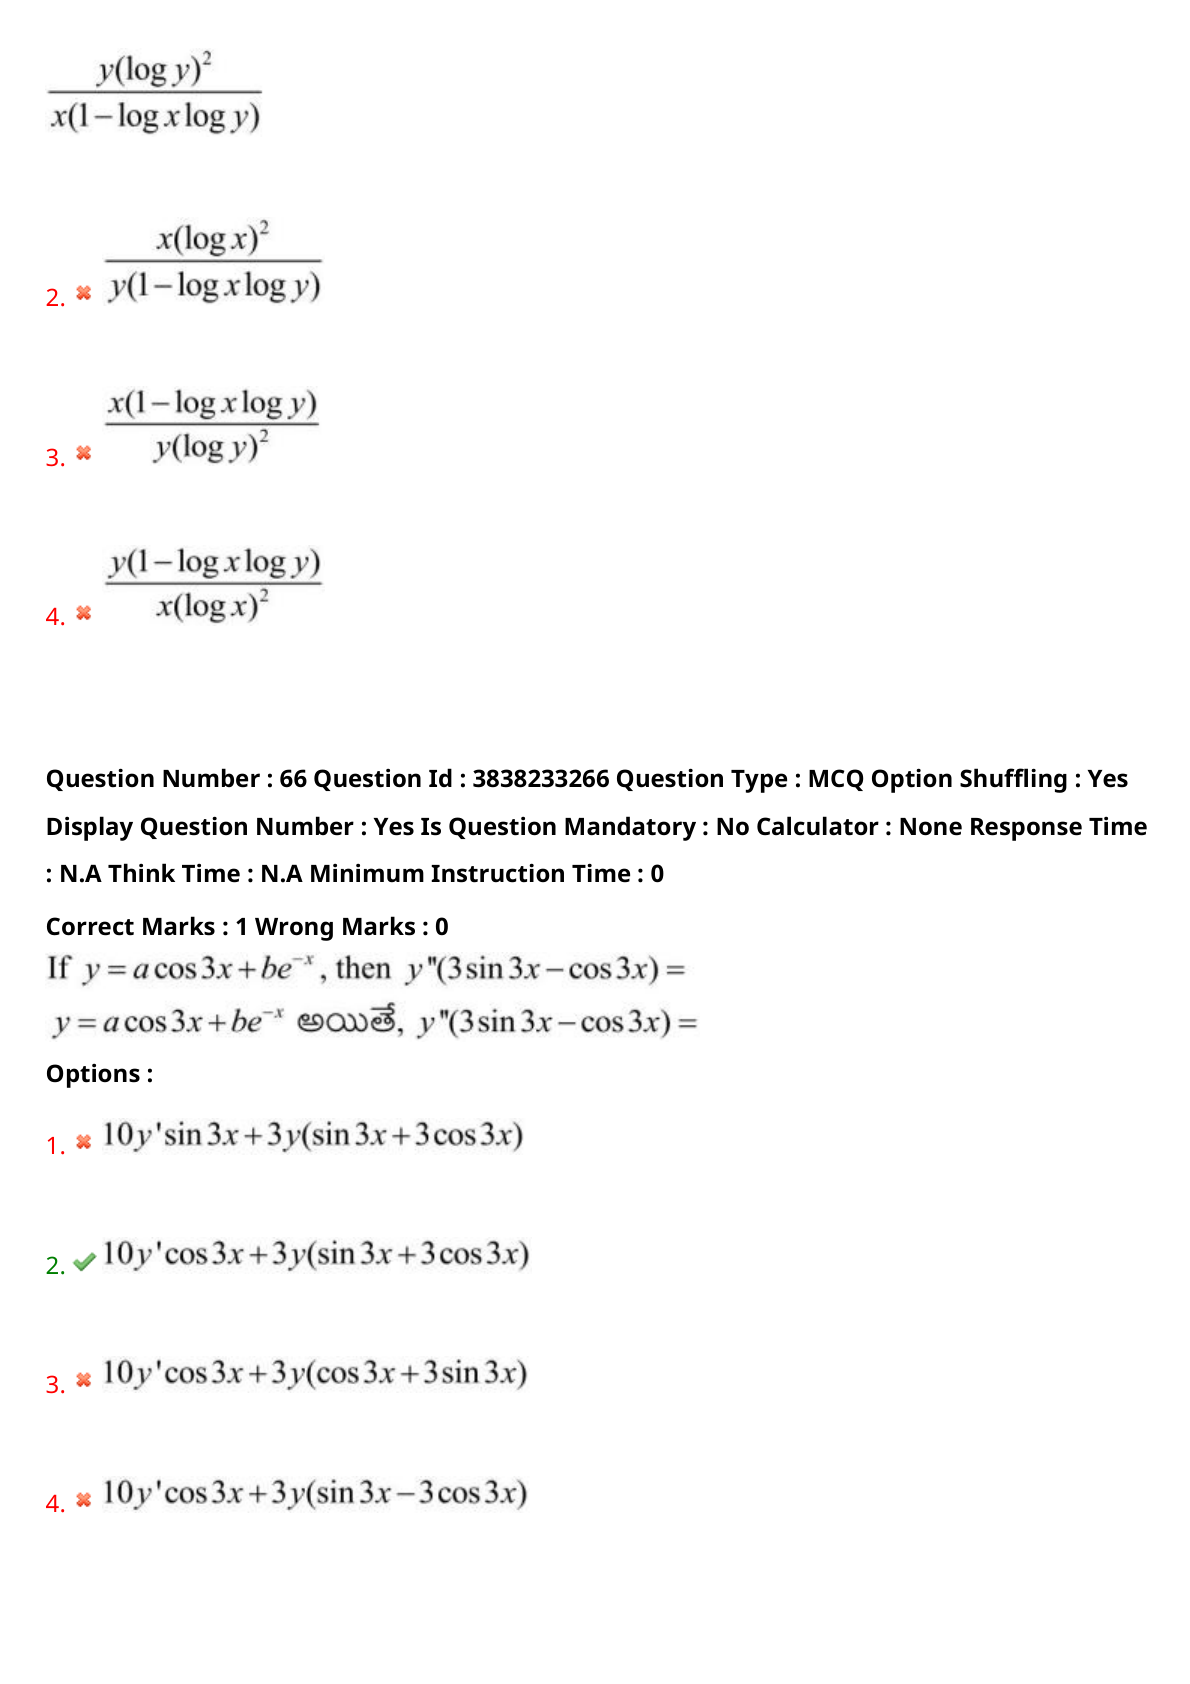 y(log y)²
x(1−log x log y)
x(log x)²
2. y(1−log x log y)
x(1−log x log y)
3. y(log y)²
y(1−log x log y)
4. x(log x)²
Question Number : 66 Question Id : 3838233266 Question Type : MCQ Option Shuffling : Yes
Display Question Number : Yes Is Question Mandatory : No Calculator : None Response Time
: N.A Think Time : N.A Minimum Instruction Time : 0
Correct Marks : 1 Wrong Marks : 0
If y = a cos 3x + be⁻ˣ, then y"(3 sin 3x − cos 3x) =
y = a cos 3x + be⁻ˣ అయితే, y"(3 sin 3x − cos 3x) =
Options :
1. 10y' sin 3x + 3y(sin 3x + 3 cos 3x)
2. 10y' cos 3x + 3y(sin 3x + 3 cos 3x)
3. 10y' cos 3x + 3y(cos 3x + 3 sin 3x)
4. 10y' cos 3x + 3y(sin 3x − 3 cos 3x)